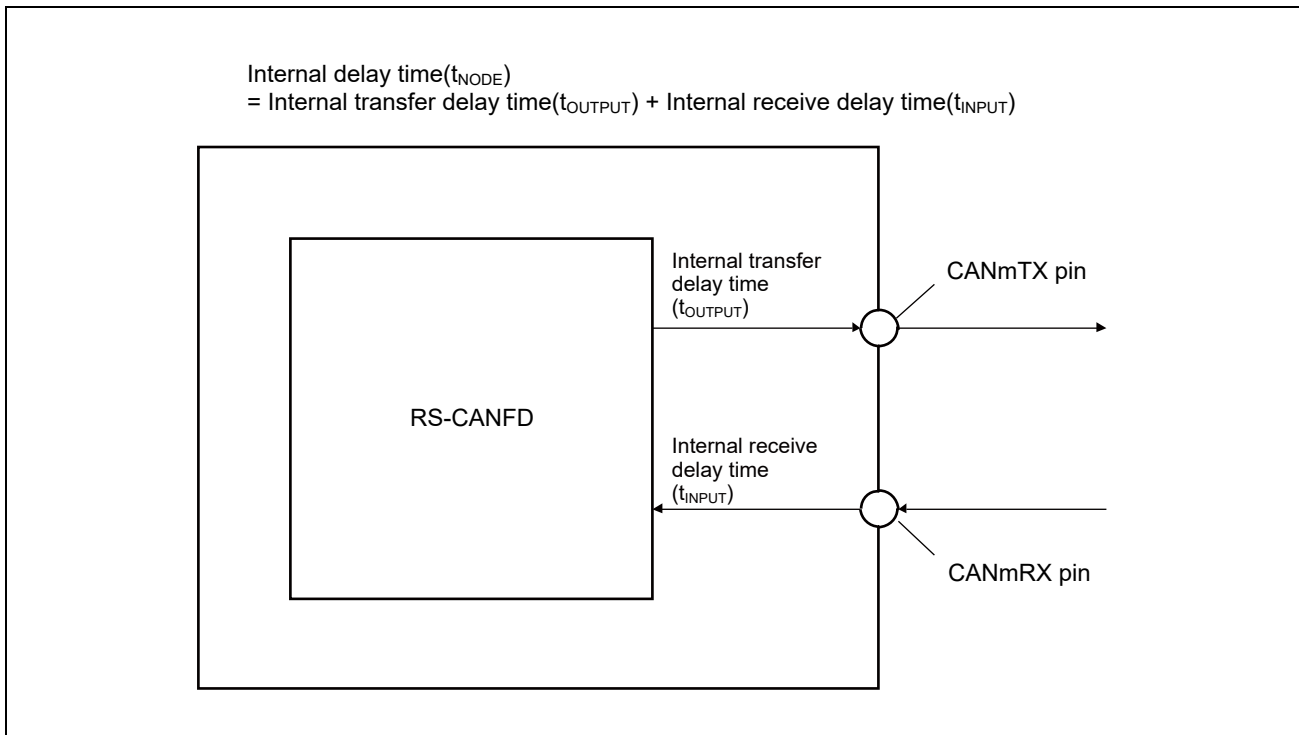 Internal delay time(tNODE)
= Internal transfer delay time(tOUTPUT) + Internal receive delay time(tINPUT)
Internal transfer
delay time
(tOUTPUT)
CANmTX pin
RS-CANFD
Internal receive
delay time
(tINPUT)
CANmRX pin